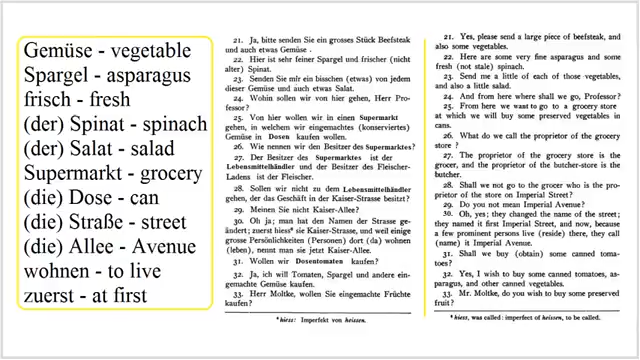 Gemüse - vegetable
Spargel - asparagus
frisch - fresh
(der) Spinat - spinach
(der) Salat - salad
Supermarkt - grocery
(die) Dose - can
(die) Straße - street
(die) Allee - Avenue
wohnen - to live
zuerst - at first
21. Ja, bitte senden Sie ein grosses Stück Beefsteak
und auch etwas Gemüse .
22. Hier ist sehr feiner Spargel und frischer (nicht
alter) Spinat.
23. Senden Sie mir ein bisschen (etwas) von jedem
dieser Gemüse und auch etwas Salat.
24. Wohin sollen wir von hier gehen, Herr Pro-
fessor?
25. Von hier wollen wir in einen Supermarkt
gehen, in welchem wir eingemachtes (konserviertes)
Gemüse in Dosen kaufen wollen.
26. Wie nennen wir den Besitzer des Supermarktes?
27. Der Besitzer des Supermarktes ist der
Lebensmittelhändler und der Besitzer des Fleischer-
Ladens ist der Fleischer.
28. Sollen wir nicht zu dem Lebensmittelhändler
gehen, der das Geschäft in der Kaiser-Strasse besitzt?
29. Meinen Sie nicht Kaiser-Allee?
30. Oh ja; man hat den Namen der Strasse ge-
ändert; zuerst hiess* sie Kaiser-Strasse, und weil einige
grosse Persönlichkeiten (Personen) dort (da) wohnen
(leben), nennt man sie jetzt Kaiser-Allee.
31. Wollen wir Dosentomaten kaufen?
32. Ja, ich will Tomaten, Spargel und andere ein-
gemachte Gemüse kaufen.
33. Herr Moltke, wollen Sie eingemachte Früchte
kaufen?
* hiess: Imperfekt von heissen.
21. Yes, please send a large piece of beefsteak, and
also some vegetables.
22. Here are some very fine asparagus and some
fresh (not stale) spinach.
23. Send me a little of each of those vegetables,
and also a little salad.
24. And from here where shall we go, Professor?
25. From here we want to go to a grocery store
at which we will buy some preserved vegetables in
cans.
26. What do we call the proprietor of the grocery
store ?
27. The proprietor of the grocery store is the
grocer, and the proprietor of the butcher-store is the
butcher.
28. Shall we not go to the grocer who is the pro-
prietor of the store on Imperial Street?
29. Do you not mean Imperial Avenue?
30. Oh, yes; they changed the name of the street;
they named it first Imperial Street, and now, because
a few prominent persons live (reside) there, they call
(name) it Imperial Avenue.
31. Shall we buy (obtain) some canned toma-
toes?
32. Yes, I wish to buy some canned tomatoes, as-
paragus, and other canned vegetables.
33. Mr. Moltke, do you wish to buy some preserved
fruit?
* hiess, was called: imperfect of heissen, to be called.